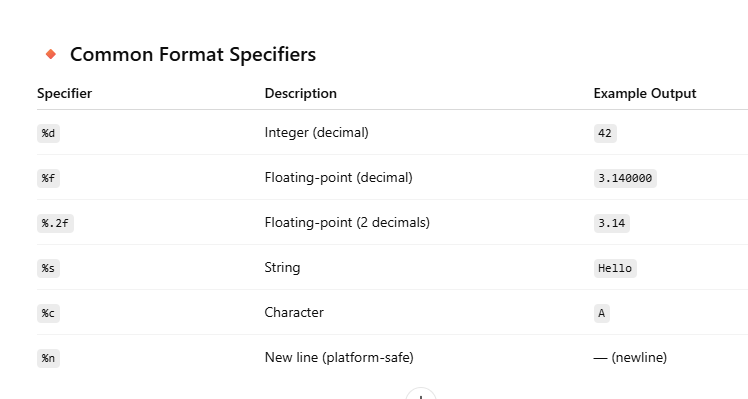 Common Format Specifiers
Specifier Description Example Output
%d Integer (decimal) 42
%f Floating-point (decimal) 3.140000
%.2f Floating-point (2 decimals) 3.14
%s String Hello
%c Character A
%n New line (platform-safe) — (newline)